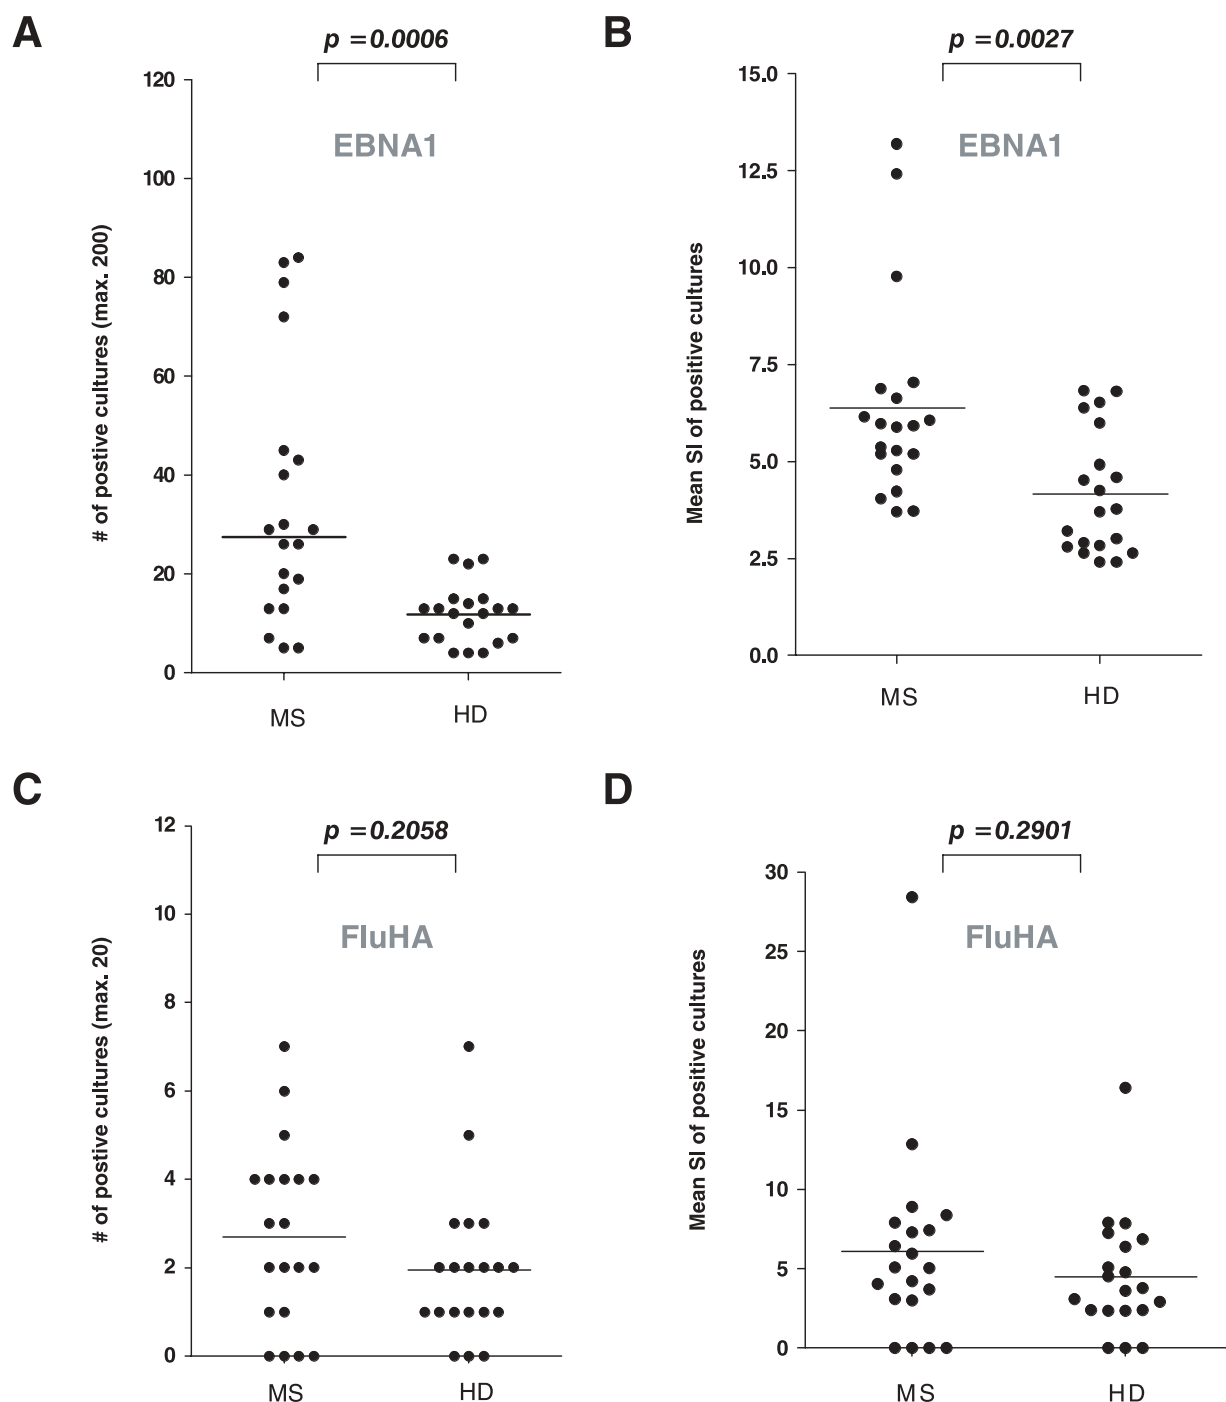 A
p =0.0006
EBNA1
# of postive cultures (max. 200)
120
100
80
60
40
20
0
MS
HD
B
p =0.0027
EBNA1
Mean SI of positive cultures
15.0
12.5
10.0
7.5
5.0
2.5
0.0
MS
HD
C
p =0.2058
FluHA
# of postive cultures (max. 20)
12
10
8
6
4
2
0
MS
HD
D
p =0.2901
FluHA
Mean SI of positive cultures
30
25
20
15
10
5
0
MS
HD